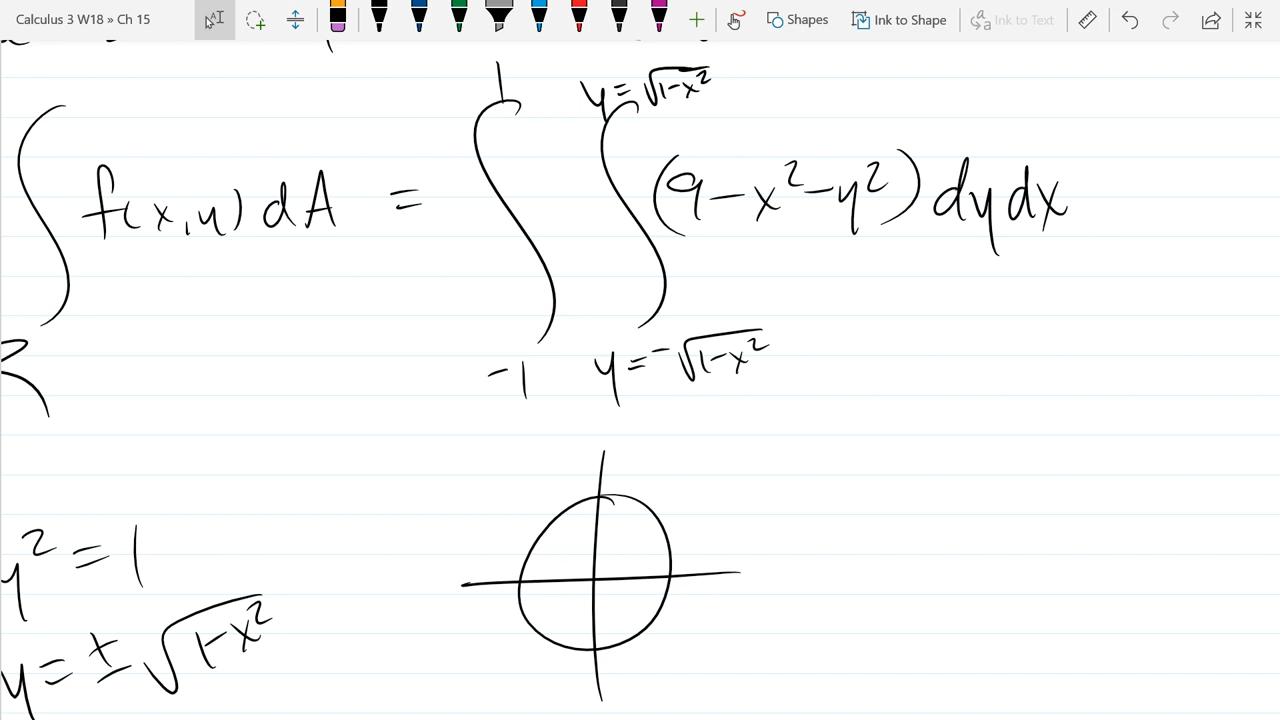 Calculus 3 W18 » Ch 15
Shapes
Ink to Shape
Ink to Text
1 y=√1-x²
∫ f(x,y) dA = ∫ ∫ (9-x²-y²) dy dx
R -1 y=-√1-x²
y² = 1
y = ±√1-x²